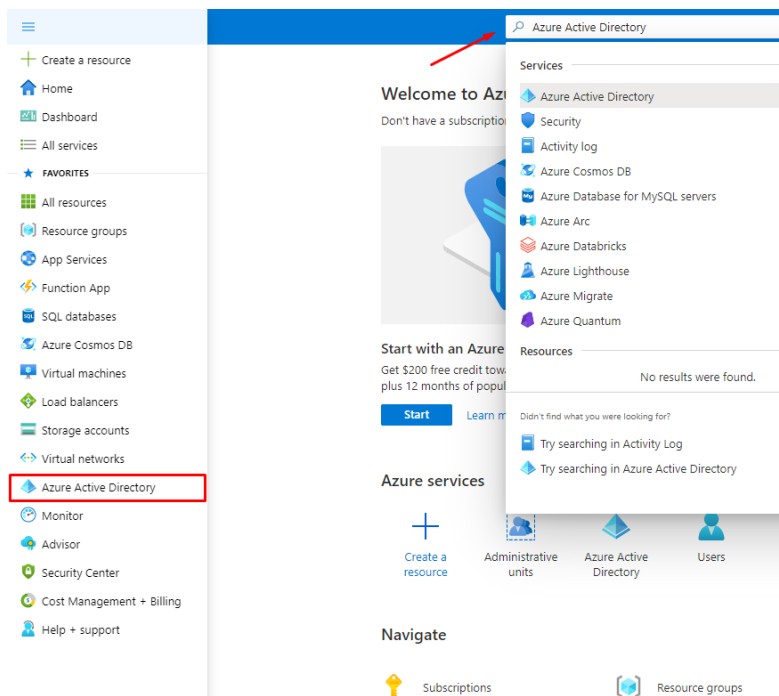 Create a resource
Home
Dashboard
All services
FAVORITES
All resources
Resource groups
App Services
Function App
SQL databases
Azure Cosmos DB
Virtual machines
Load balancers
Storage accounts
Virtual networks
Azure Active Directory
Monitor
Advisor
Security Center
Cost Management + Billing
Help + support
Azure Active Directory
Services
Azure Active Directory
Security
Activity log
Azure Cosmos DB
Azure Database for MySQL servers
Azure Arc
Azure Databricks
Azure Lighthouse
Azure Migrate
Azure Quantum
Resources
No results were found.
Didn't find what you were looking for?
Try searching in Activity Log
Try searching in Azure Active Directory
Welcome to Az
Don't have a subscriptio
Start with an Azure
Get $200 free credit tow
plus 12 months of popul
Start
Learn m
Azure services
Create a
resource
Administrative
units
Azure Active
Directory
Users
Navigate
Subscriptions
Resource groups